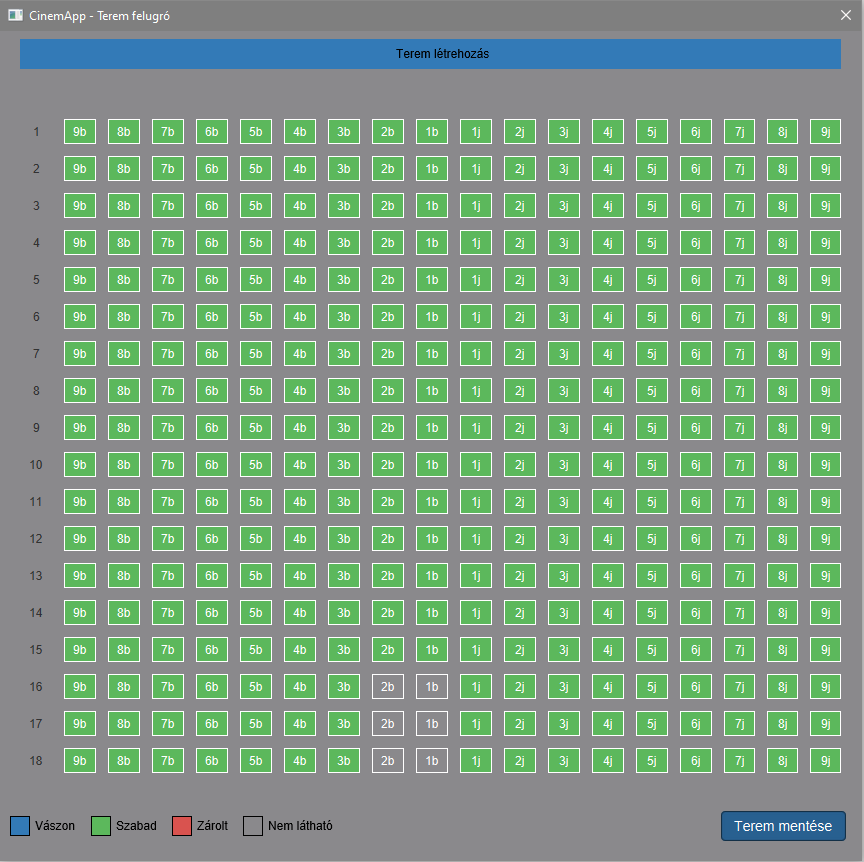 CinemApp - Terem felugró
Terem létrehozás
1 9b 8b 7b 6b 5b 4b 3b 2b 1b 1j 2j 3j 4j 5j 6j 7j 8j 9j
2 9b 8b 7b 6b 5b 4b 3b 2b 1b 1j 2j 3j 4j 5j 6j 7j 8j 9j
3 9b 8b 7b 6b 5b 4b 3b 2b 1b 1j 2j 3j 4j 5j 6j 7j 8j 9j
4 9b 8b 7b 6b 5b 4b 3b 2b 1b 1j 2j 3j 4j 5j 6j 7j 8j 9j
5 9b 8b 7b 6b 5b 4b 3b 2b 1b 1j 2j 3j 4j 5j 6j 7j 8j 9j
6 9b 8b 7b 6b 5b 4b 3b 2b 1b 1j 2j 3j 4j 5j 6j 7j 8j 9j
7 9b 8b 7b 6b 5b 4b 3b 2b 1b 1j 2j 3j 4j 5j 6j 7j 8j 9j
8 9b 8b 7b 6b 5b 4b 3b 2b 1b 1j 2j 3j 4j 5j 6j 7j 8j 9j
9 9b 8b 7b 6b 5b 4b 3b 2b 1b 1j 2j 3j 4j 5j 6j 7j 8j 9j
10 9b 8b 7b 6b 5b 4b 3b 2b 1b 1j 2j 3j 4j 5j 6j 7j 8j 9j
11 9b 8b 7b 6b 5b 4b 3b 2b 1b 1j 2j 3j 4j 5j 6j 7j 8j 9j
12 9b 8b 7b 6b 5b 4b 3b 2b 1b 1j 2j 3j 4j 5j 6j 7j 8j 9j
13 9b 8b 7b 6b 5b 4b 3b 2b 1b 1j 2j 3j 4j 5j 6j 7j 8j 9j
14 9b 8b 7b 6b 5b 4b 3b 2b 1b 1j 2j 3j 4j 5j 6j 7j 8j 9j
15 9b 8b 7b 6b 5b 4b 3b 2b 1b 1j 2j 3j 4j 5j 6j 7j 8j 9j
16 9b 8b 7b 6b 5b 4b 3b 2b 1b 1j 2j 3j 4j 5j 6j 7j 8j 9j
17 9b 8b 7b 6b 5b 4b 3b 2b 1b 1j 2j 3j 4j 5j 6j 7j 8j 9j
18 9b 8b 7b 6b 5b 4b 3b 2b 1b 1j 2j 3j 4j 5j 6j 7j 8j 9j
Vászon Szabad Zárolt Nem látható Terem mentése